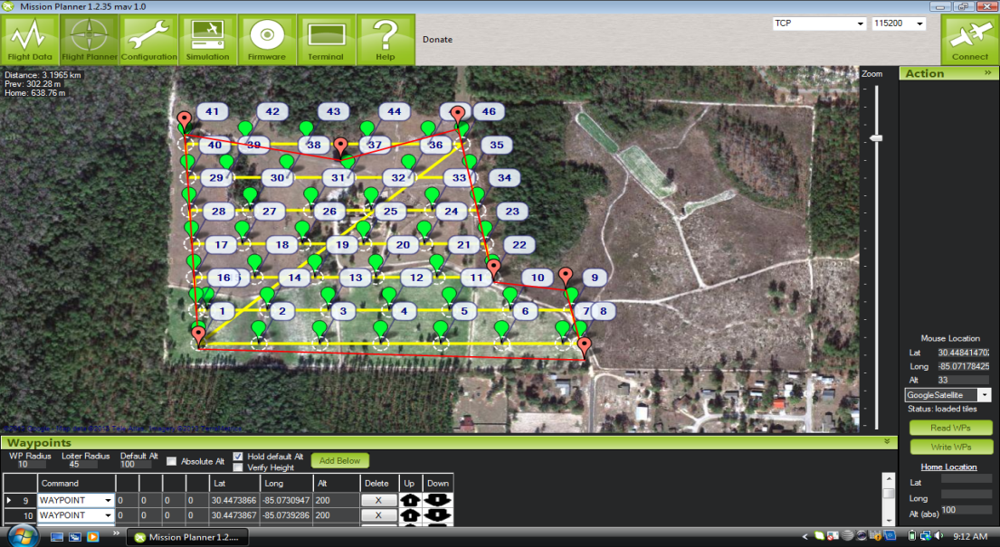 Mission Planner 1.2.35 mav 1.0
Flight Data Flight Planner Configuration Simulation Firmware Terminal Help Donate TCP 115200 Connect
Distance: 3.1965 km
Prev: 302.28 m
Home: 638.76 m
Zoom
Action
41 42 43 44 46
40 39 38 37 36 35
29 30 31 32 33 34
28 27 26 25 24 23
17 18 19 20 21 22
16 14 13 12 11 10 9
1 2 3 4 5 6 7 8
Mouse Location
Lat 30.448414702
Long -85.07178425
Alt 33
GoogleSatellite
Status: loaded tiles
Read WPs
Write WPs
Home Location
Lat
Long
Alt (abs) 100
Waypoints
WP Radius Loiter Radius Default Alt
10 45 100
Absolute Alt
Hold default Alt
Verify Height
Add Below
Command Lat Long Alt Delete Up Down
9 WAYPOINT 0 0 0 0 30.4473866 -85.0730947 200 X
10 WAYPOINT 0 0 0 0 30.4473867 -85.0739286 200 X
Mission Planner 1.2....
9:12 AM